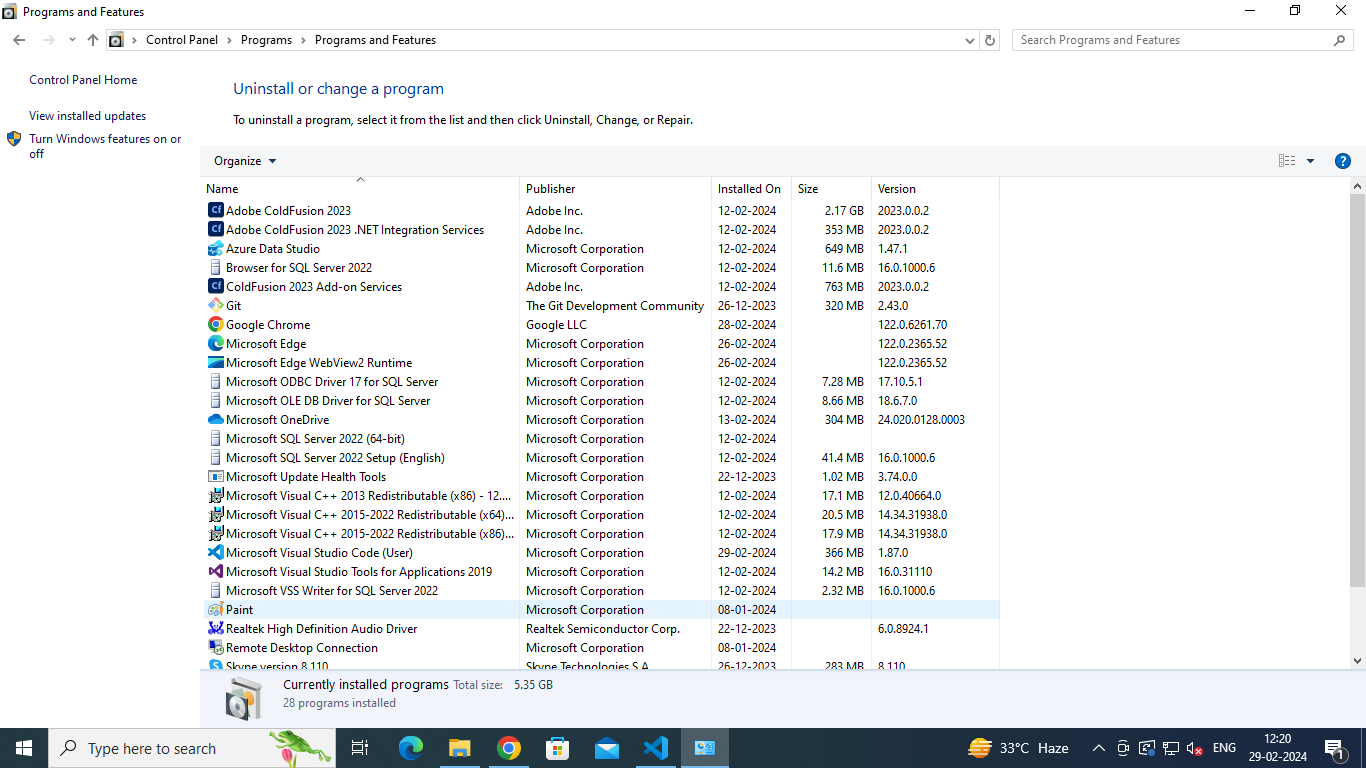 Programs and Features
Control Panel > Programs > Programs and Features
Search Programs and Features
Control Panel Home
View installed updates
Turn Windows features on or
off
Uninstall or change a program
To uninstall a program, select it from the list and then click Uninstall, Change, or Repair.
Organize
Name Publisher Installed On Size Version
Adobe ColdFusion 2023 Adobe Inc. 12-02-2024 2.17 GB 2023.0.0.2
Adobe ColdFusion 2023 .NET Integration Services Adobe Inc. 12-02-2024 353 MB 2023.0.0.2
Azure Data Studio Microsoft Corporation 12-02-2024 649 MB 1.47.1
Browser for SQL Server 2022 Microsoft Corporation 12-02-2024 11.6 MB 16.0.1000.6
ColdFusion 2023 Add-on Services Adobe Inc. 12-02-2024 763 MB 2023.0.0.2
Git The Git Development Community 26-12-2023 320 MB 2.43.0
Google Chrome Google LLC 28-02-2024 122.0.6261.70
Microsoft Edge Microsoft Corporation 26-02-2024 122.0.2365.52
Microsoft Edge WebView2 Runtime Microsoft Corporation 26-02-2024 122.0.2365.52
Microsoft ODBC Driver 17 for SQL Server Microsoft Corporation 12-02-2024 7.28 MB 17.10.5.1
Microsoft OLE DB Driver for SQL Server Microsoft Corporation 12-02-2024 8.66 MB 18.6.7.0
Microsoft OneDrive Microsoft Corporation 13-02-2024 304 MB 24.020.0128.0003
Microsoft SQL Server 2022 (64-bit) Microsoft Corporation 12-02-2024
Microsoft SQL Server 2022 Setup (English) Microsoft Corporation 12-02-2024 41.4 MB 16.0.1000.6
Microsoft Update Health Tools Microsoft Corporation 22-12-2023 1.02 MB 3.74.0.0
Microsoft Visual C++ 2013 Redistributable (x86) - 12.... Microsoft Corporation 12-02-2024 17.1 MB 12.0.40664.0
Microsoft Visual C++ 2015-2022 Redistributable (x64)... Microsoft Corporation 12-02-2024 20.5 MB 14.34.31938.0
Microsoft Visual C++ 2015-2022 Redistributable (x86)... Microsoft Corporation 12-02-2024 17.9 MB 14.34.31938.0
Microsoft Visual Studio Code (User) Microsoft Corporation 29-02-2024 366 MB 1.87.0
Microsoft Visual Studio Tools for Applications 2019 Microsoft Corporation 12-02-2024 14.2 MB 16.0.31110
Microsoft VSS Writer for SQL Server 2022 Microsoft Corporation 12-02-2024 2.32 MB 16.0.1000.6
Paint Microsoft Corporation 08-01-2024
Realtek High Definition Audio Driver Realtek Semiconductor Corp. 22-12-2023 6.0.8924.1
Remote Desktop Connection Microsoft Corporation 08-01-2024
Skype version 8.110 Skype Technologies S.A. 26-12-2023 283 MB 8.110
Currently installed programs Total size: 5.35 GB
28 programs installed
Type here to search
33°C Haze
ENG
12:20
29-02-2024
1